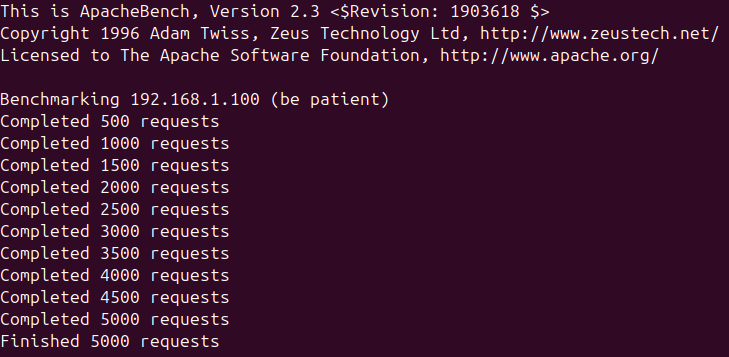 This is ApacheBench, Version 2.3 <$Revision: 1903618 $>
Copyright 1996 Adam Twiss, Zeus Technology Ltd, http://www.zeustech.net/
Licensed to The Apache Software Foundation, http://www.apache.org/

Benchmarking 192.168.1.100 (be patient)
Completed 500 requests
Completed 1000 requests
Completed 1500 requests
Completed 2000 requests
Completed 2500 requests
Completed 3000 requests
Completed 3500 requests
Completed 4000 requests
Completed 4500 requests
Completed 5000 requests
Finished 5000 requests